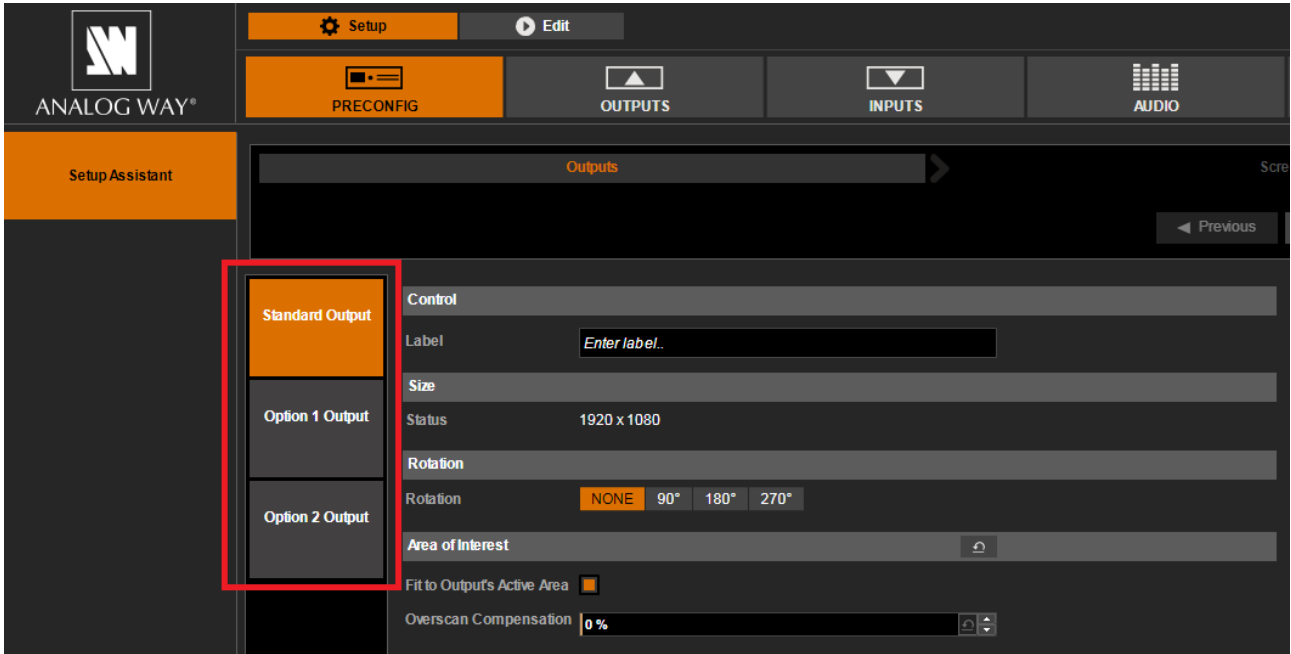 Setup
Edit
ANALOG WAY®
PRECONFIG
OUTPUTS
INPUTS
AUDIO
Setup Assistant
Outputs
Scre
Previous
Standard Output
Option 1 Output
Option 2 Output
Control
Label
Enter label..
Size
Status
1920 x 1080
Rotation
Rotation
NONE 90° 180° 270°
Area of Interest
Fit to Output's Active Area
Overscan Compensation
0 %